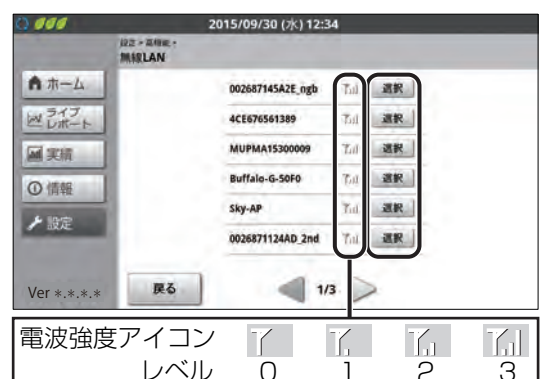 2015/09/30 (水) 12:34
設定 > 高機能 >
無線LAN
ホーム
ライブ
レポート
実績
情報
設定
Ver *.*.*.*
002687145A2E_ngb 選択
4CE676561389 選択
MUPMA15300009 選択
Buffalo-G-50F0 選択
Sky-AP 選択
0026871124AD_2nd 選択
戻る
1/3
電波強度アイコン
レベル 0 1 2 3